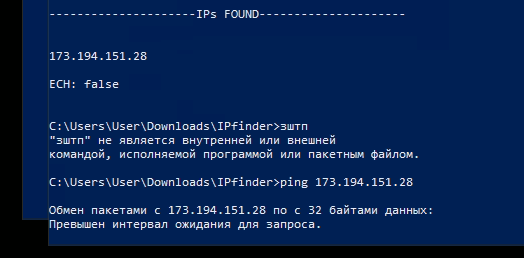 ---------------------IPs FOUND---------------------
173.194.151.28
ECH: false
C:\Users\User\Downloads\IPfinder>зштп
"зштп" не является внутренней или внешней
командой, исполняемой программой или пакетным файлом.
C:\Users\User\Downloads\IPfinder>ping 173.194.151.28
Обмен пакетами с 173.194.151.28 по с 32 байтами данных:
Превышен интервал ожидания для запроса.